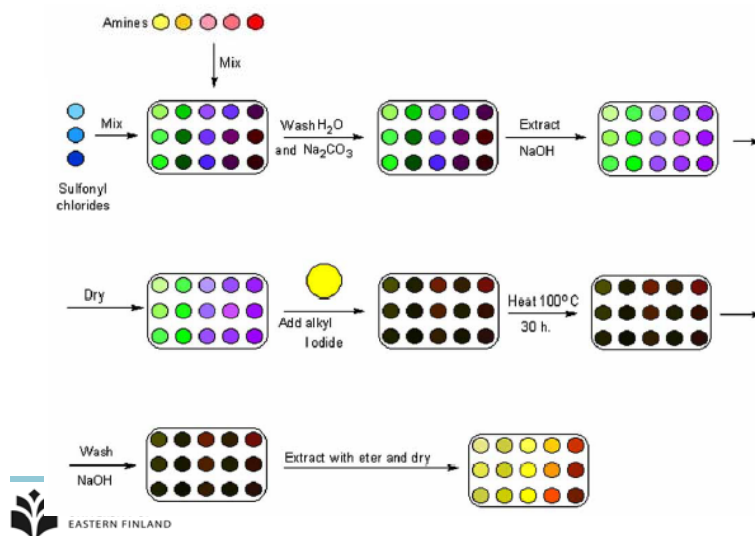 Amines
Mix
Mix
Sulfonyl
chlorides
Wash H₂O
and Na₂CO₃
Extract
NaOH
Dry
Add alkyl
Iodide
Heat 100º C
30 h.
Wash
NaOH
Extract with eter and dry
EASTERN FINLAND